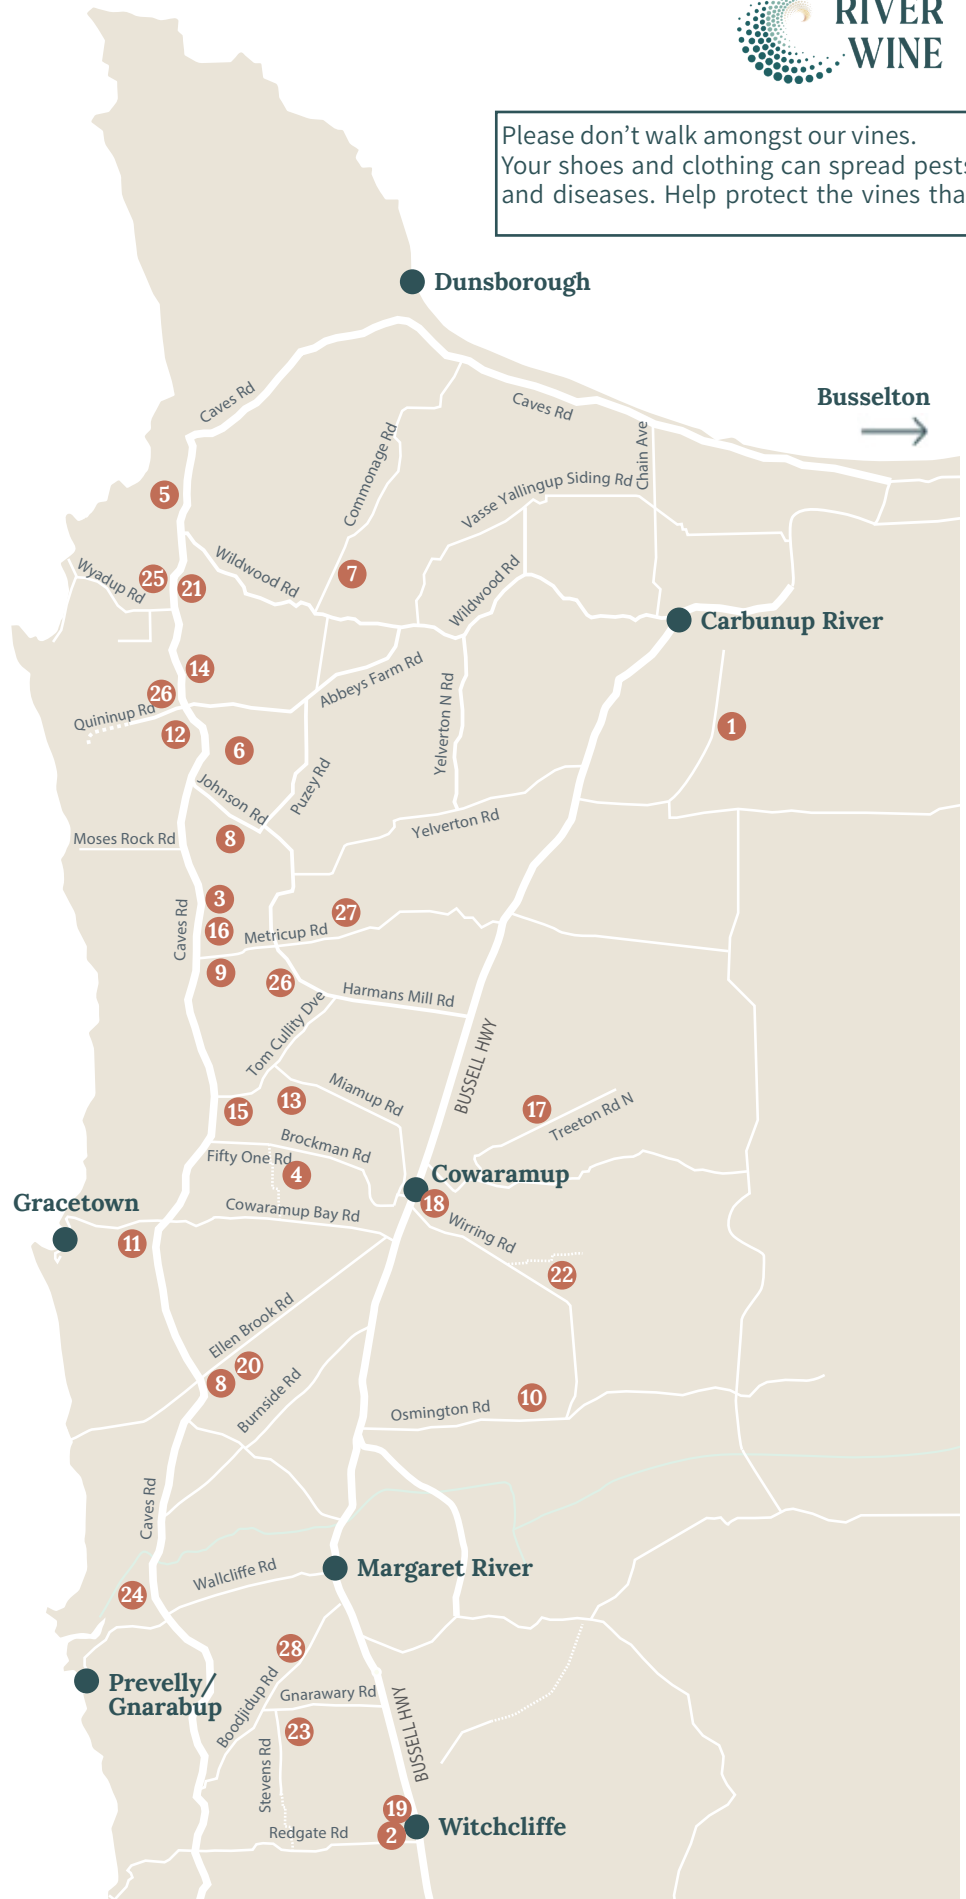 RIVER
WINE
Please don't walk amongst our vines.
Your shoes and clothing can spread pests
and diseases. Help protect the vines tha
Dunsborough
Busselton
Caves Rd
Caves Rd
Commonage Rd
Chain Ave
Vasse Yallingup Siding Rd
5
Wildwood Rd
7
Wyadup Rd
25
21
Wildwood Rd
Carbunup River
14
Abbeys Farm Rd
26
Quininup Rd
Yelverton N Rd
12
1
6
Johnson Rd
Puzey Rd
Yelverton Rd
Moses Rock Rd
8
3
Caves Rd
16
27
Metricup Rd
9
26
Harmans Mill Rd
Tom Cullity Dve
BUSSELL HWY
Miamup Rd
13
15
17
Treeton Rd N
Brockman Rd
Fifty One Rd
4
Cowaramup
Gracetown
18
Cowaramup Bay Rd
Wirring Rd
11
22
Ellen Brook Rd
20
8
Burnside Rd
10
Osmington Rd
Caves Rd
Margaret River
Wallcliffe Rd
24
28
Prevelly/
Gnarabup
Boodjidup Rd
Gnarawary Rd
BUSSELL HWY
23
Stevens Rd
19
Witchcliffe
Redgate Rd
2